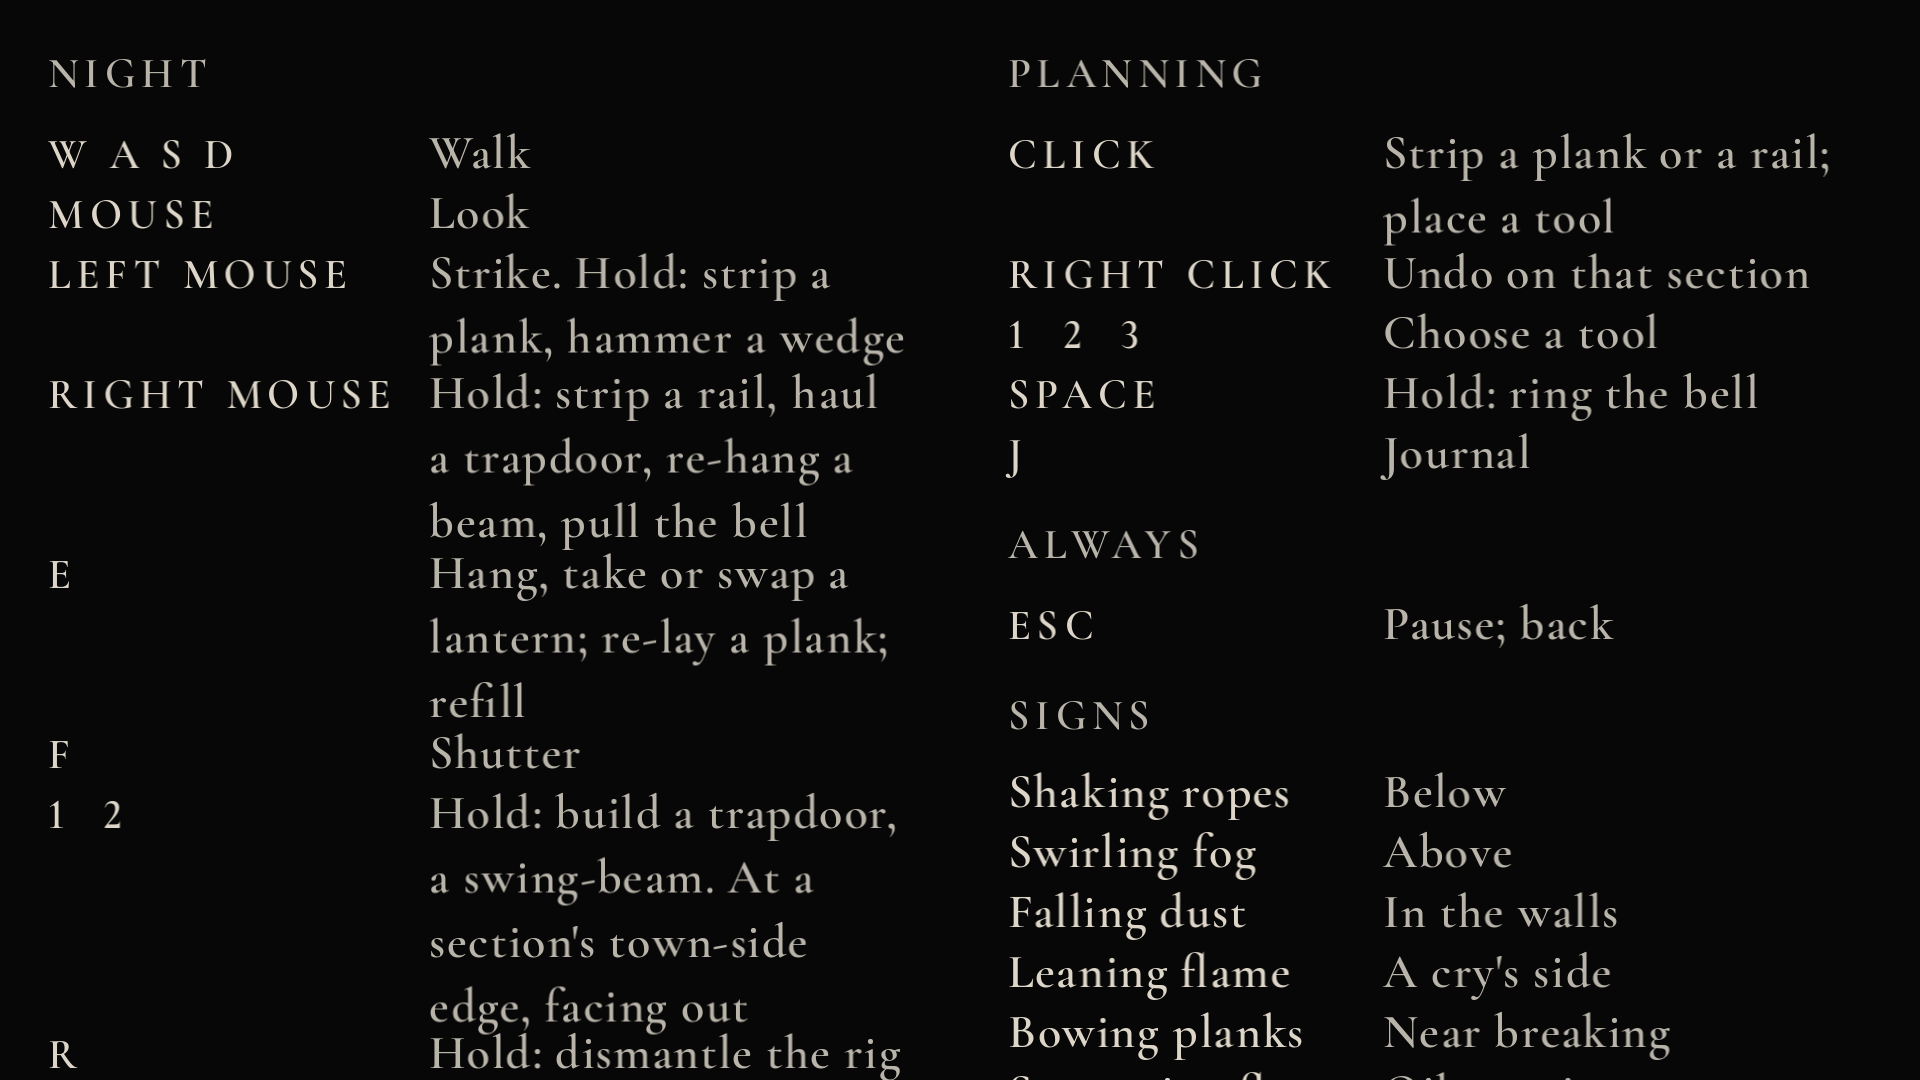 NIGHT
W A S D Walk
MOUSE Look
LEFT MOUSE Strike. Hold: strip a
plank, hammer a wedge
RIGHT MOUSE Hold: strip a rail, haul
a trapdoor, re-hang a
beam, pull the bell
E Hang, take or swap a
lantern; re-lay a plank;
refill
F Shutter
1 2 Hold: build a trapdoor,
a swing-beam. At a
section's town-side
edge, facing out
R Hold: dismantle the rig
PLANNING
CLICK Strip a plank or a rail;
place a tool
RIGHT CLICK Undo on that section
1 2 3 Choose a tool
SPACE Hold: ring the bell
J Journal
ALWAYS
ESC Pause; back
SIGNS
Shaking ropes Below
Swirling fog Above
Falling dust In the walls
Leaning flame A cry's side
Bowing planks Near breaking